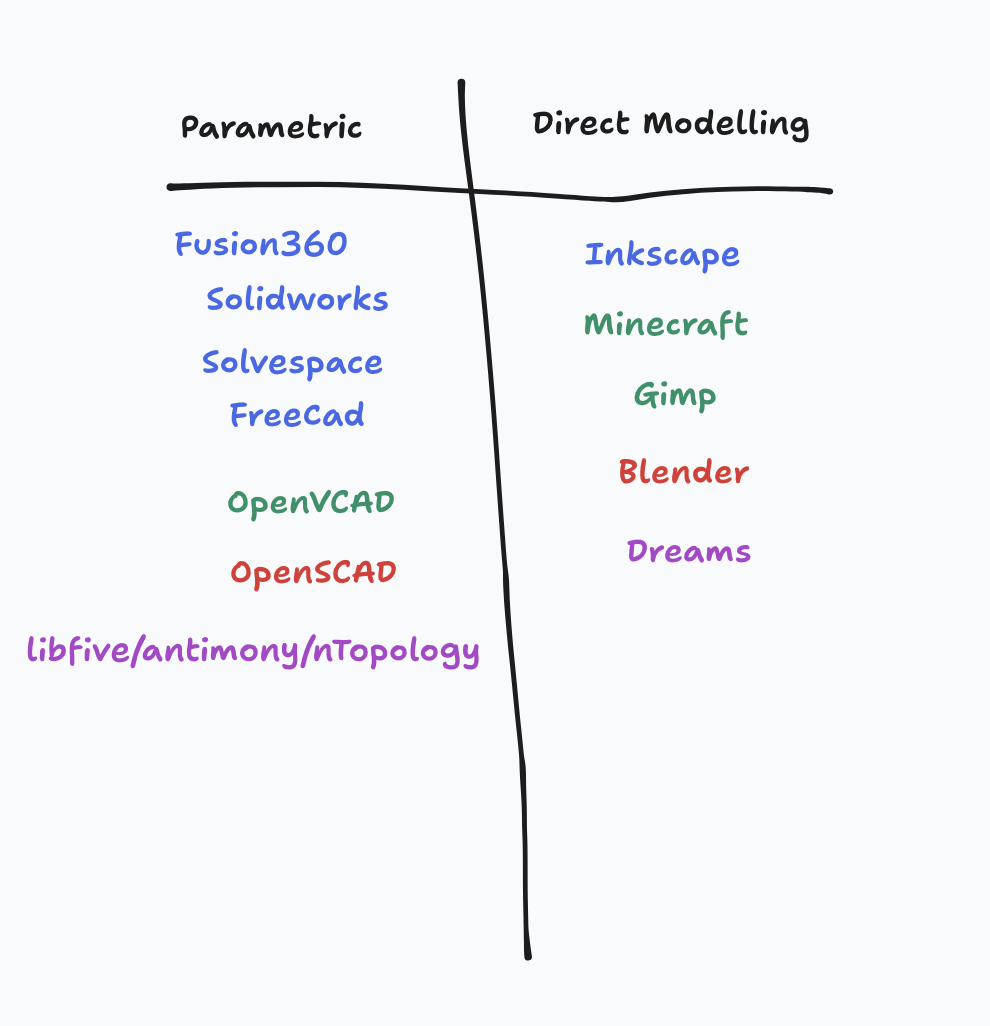 Parametric
Direct Modelling
Fusion360
Solidworks
Solvespace
FreeCad
OpenVCAD
OpenSCAD
libfive/antimony/nTopology
Inkscape
Minecraft
Gimp
Blender
Dreams